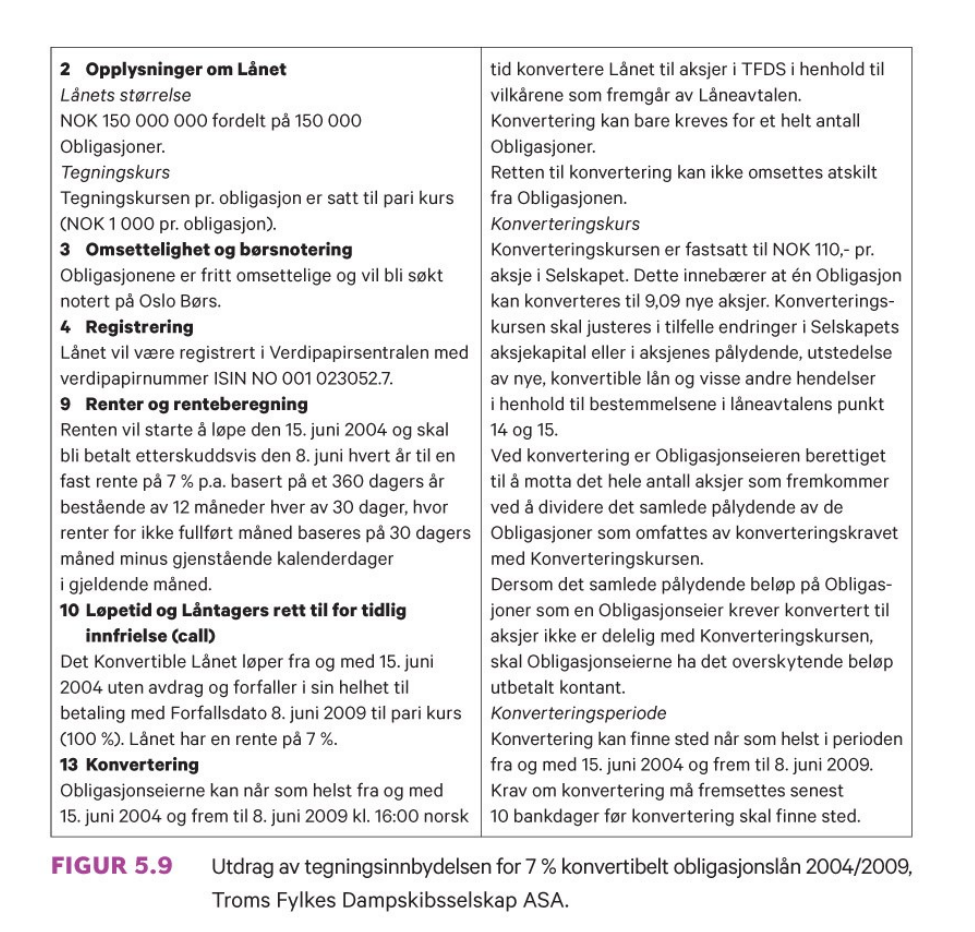 2 Opplysninger om Lånet
Lånets størrelse
NOK 150 000 000 fordelt på 150 000
Obligasjoner.
Tegningskurs
Tegningskursen pr. obligasjon er satt til pari kurs
(NOK 1 000 pr. obligasjon).
3 Omsettelighet og børsnotering
Obligasjonene er fritt omsettelige og vil bli søkt
notert på Oslo Børs.
4 Registrering
Lånet vil være registrert i Verdipapirsentralen med
verdipapirnummer ISIN NO 001 023052.7.
9 Renter og renteberegning
Renten vil starte å løpe den 15. juni 2004 og skal
bli betalt etterskuddsvis den 8. juni hvert år til en
fast rente på 7 % p.a. basert på et 360 dagers år
bestående av 12 måneder hver av 30 dager, hvor
renter for ikke fullført måned baseres på 30 dagers
måned minus gjenstående kalenderdager
i gjeldende måned.
10 Løpetid og Låntagers rett til for tidlig
innfrielse (call)
Det Konvertible Lånet løper fra og med 15. juni
2004 uten avdrag og forfaller i sin helhet til
betaling med Forfallsdato 8. juni 2009 til pari kurs
(100 %). Lånet har en rente på 7 %.
13 Konvertering
Obligasjonseierne kan når som helst fra og med
15. juni 2004 og frem til 8. juni 2009 kl. 16:00 norsk
tid konvertere Lånet til aksjer i TFDS i henhold til
vilkårene som fremgår av Låneavtalen.
Konvertering kan bare kreves for et helt antall
Obligasjoner.
Retten til konvertering kan ikke omsettes atskilt
fra Obligasjonen.
Konverteringskurs
Konverteringskursen er fastsatt til NOK 110,- pr.
aksje i Selskapet. Dette innebærer at én Obligasjon
kan konverteres til 9,09 nye aksjer. Konverterings-
kursen skal justeres i tilfelle endringer i Selskapets
aksjekapital eller i aksjenes pålydende, utstedelse
av nye, konvertible lån og visse andre hendelser
i henhold til bestemmelsene i låneavtalens punkt
14 og 15.
Ved konvertering er Obligasjonseieren berettiget
til å motta det hele antall aksjer som fremkommer
ved å dividere det samlede pålydende av de
Obligasjoner som omfattes av konverteringskravet
med Konverteringskursen.
Dersom det samlede pålydende beløp på Obligas-
joner som en Obligasjonseier krever konvertert til
aksjer ikke er delelig med Konverteringskursen,
skal Obligasjonseierne ha det overskytende beløp
utbetalt kontant.
Konverteringsperiode
Konvertering kan finne sted når som helst i perioden
fra og med 15. juni 2004 og frem til 8. juni 2009.
Krav om konvertering må fremsettes senest
10 bankdager før konvertering skal finne sted.
FIGUR 5.9 Utdrag av tegningsinnbydelsen for 7 % konvertibelt obligasjonslån 2004/2009,
Troms Fylkes Dampskibsselskap ASA.